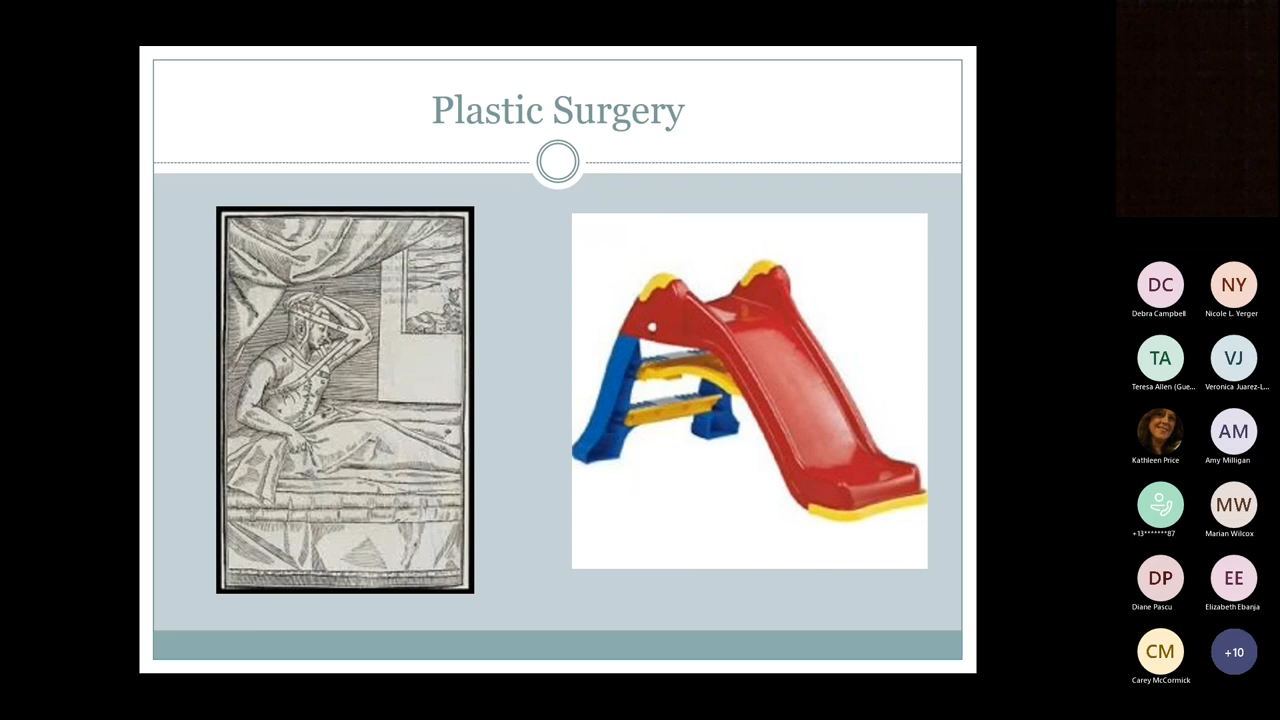 Plastic Surgery
DC
NY
Debra Campbell
Nicole L. Yerger
TA
VJ
Teresa Allen (Gue...
Veronica Juarez-L...
AM
Kathleen Price
Amy Milligan
MW
+13*******87
Marian Wilcox
DP
EE
Diane Pascu
Elizabeth Ebanja
CM
+10
Carey McCormick